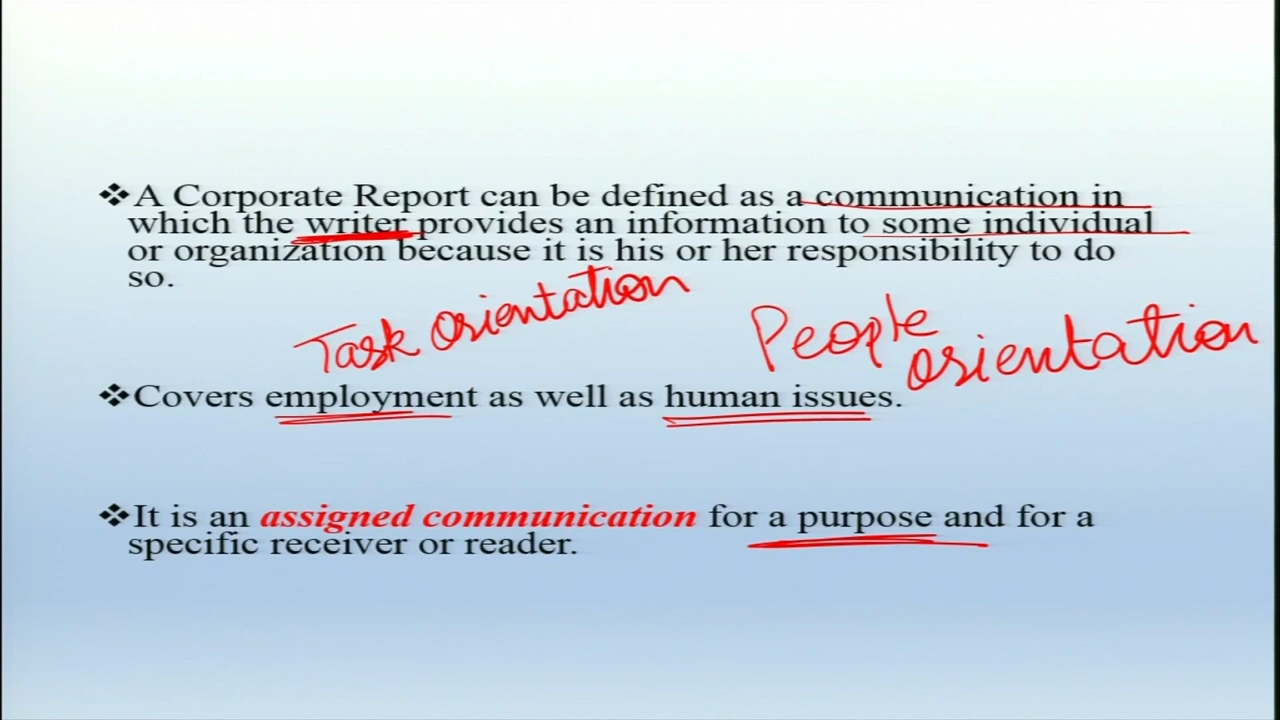 ❖A Corporate Report can be defined as a communication in
which the writer provides an information to some individual
or organization because it is his or her responsibility to do
so.
Task orientation
People
orientation
❖Covers employment as well as human issues.
❖It is an assigned communication for a purpose and for a
specific receiver or reader.